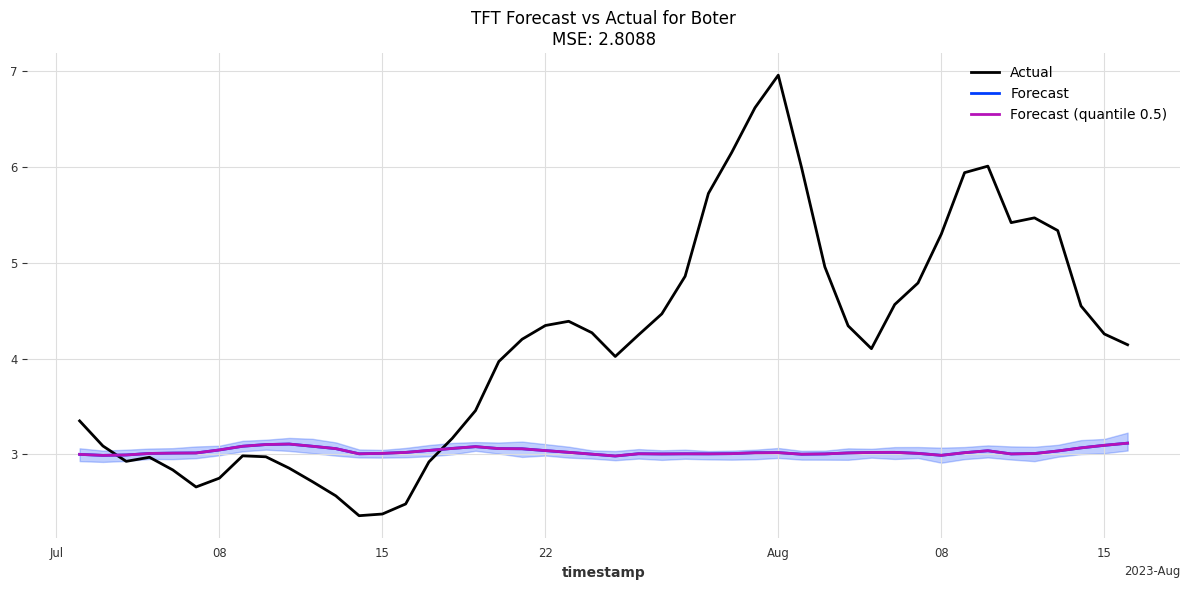 TFT Forecast vs Actual for Boter
MSE: 2.8088
Actual
Forecast
Forecast (quantile 0.5)
7
6
5
4
3
Jul
08
15
22
Aug
08
15
timestamp
2023-Aug